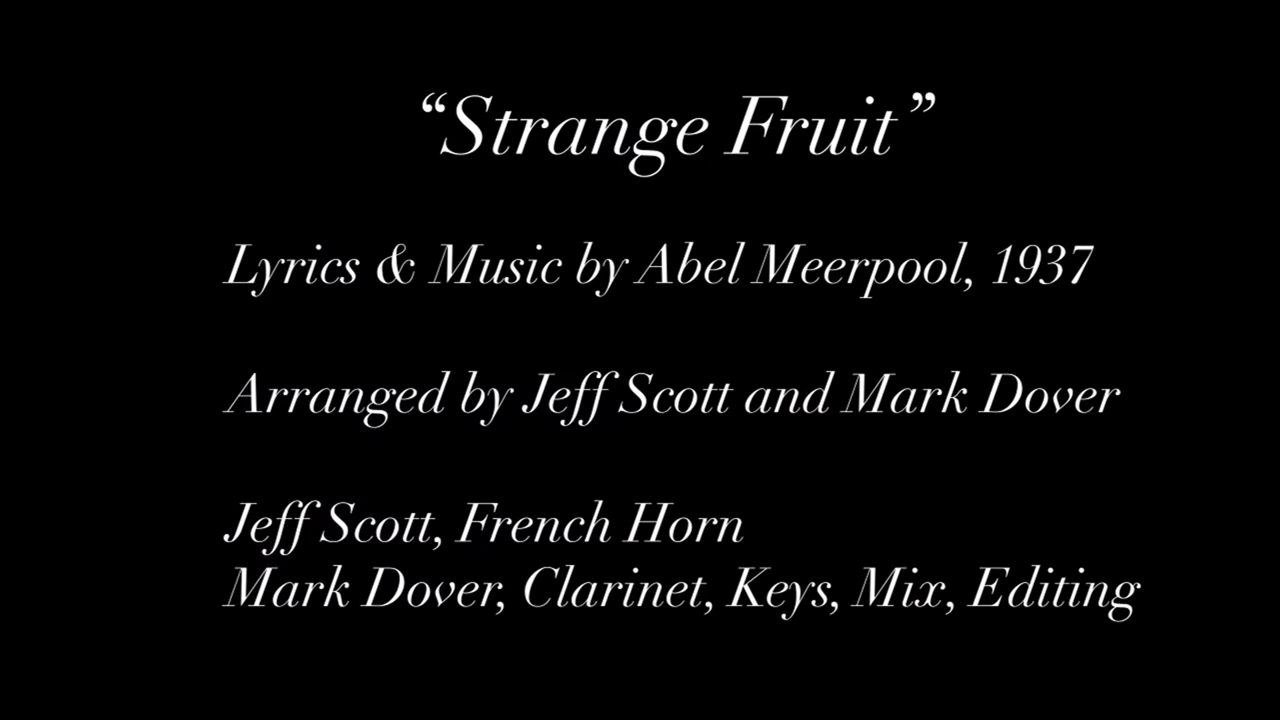 “Strange Fruit”
Lyrics & Music by Abel Meerpool, 1937
Arranged by Jeff Scott and Mark Dover
Jeff Scott, French Horn
Mark Dover, Clarinet, Keys, Mix, Editing